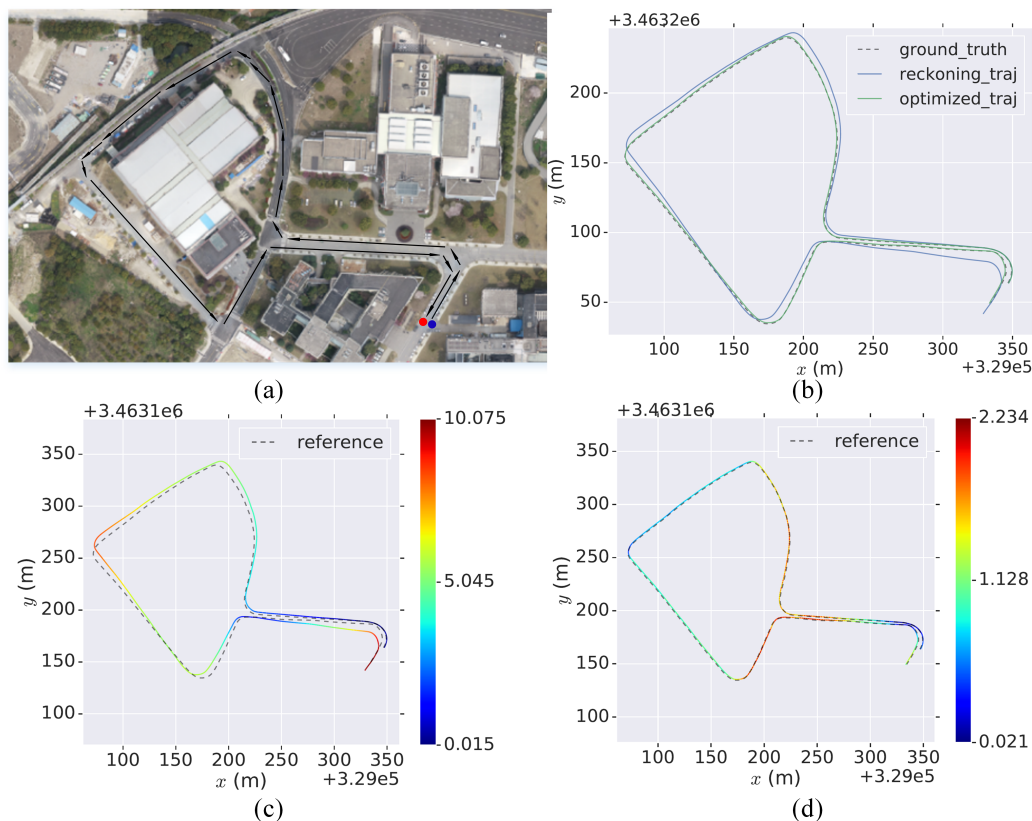 (a)
+3.4632e6
ground_truth
reckoning_traj
optimized_traj
200
150
100
50
y (m)
100 150 200 250 300 350
x (m)
+3.29e5
(b)
+3.4631e6
reference
350
300
250
200
150
100
y (m)
100 150 200 250 300 350
x (m)
+3.29e5
10.075
5.045
0.015
(c)
+3.4631e6
reference
350
300
250
200
150
100
y (m)
100 150 200 250 300 350
x (m)
+3.29e5
2.234
1.128
0.021
(d)